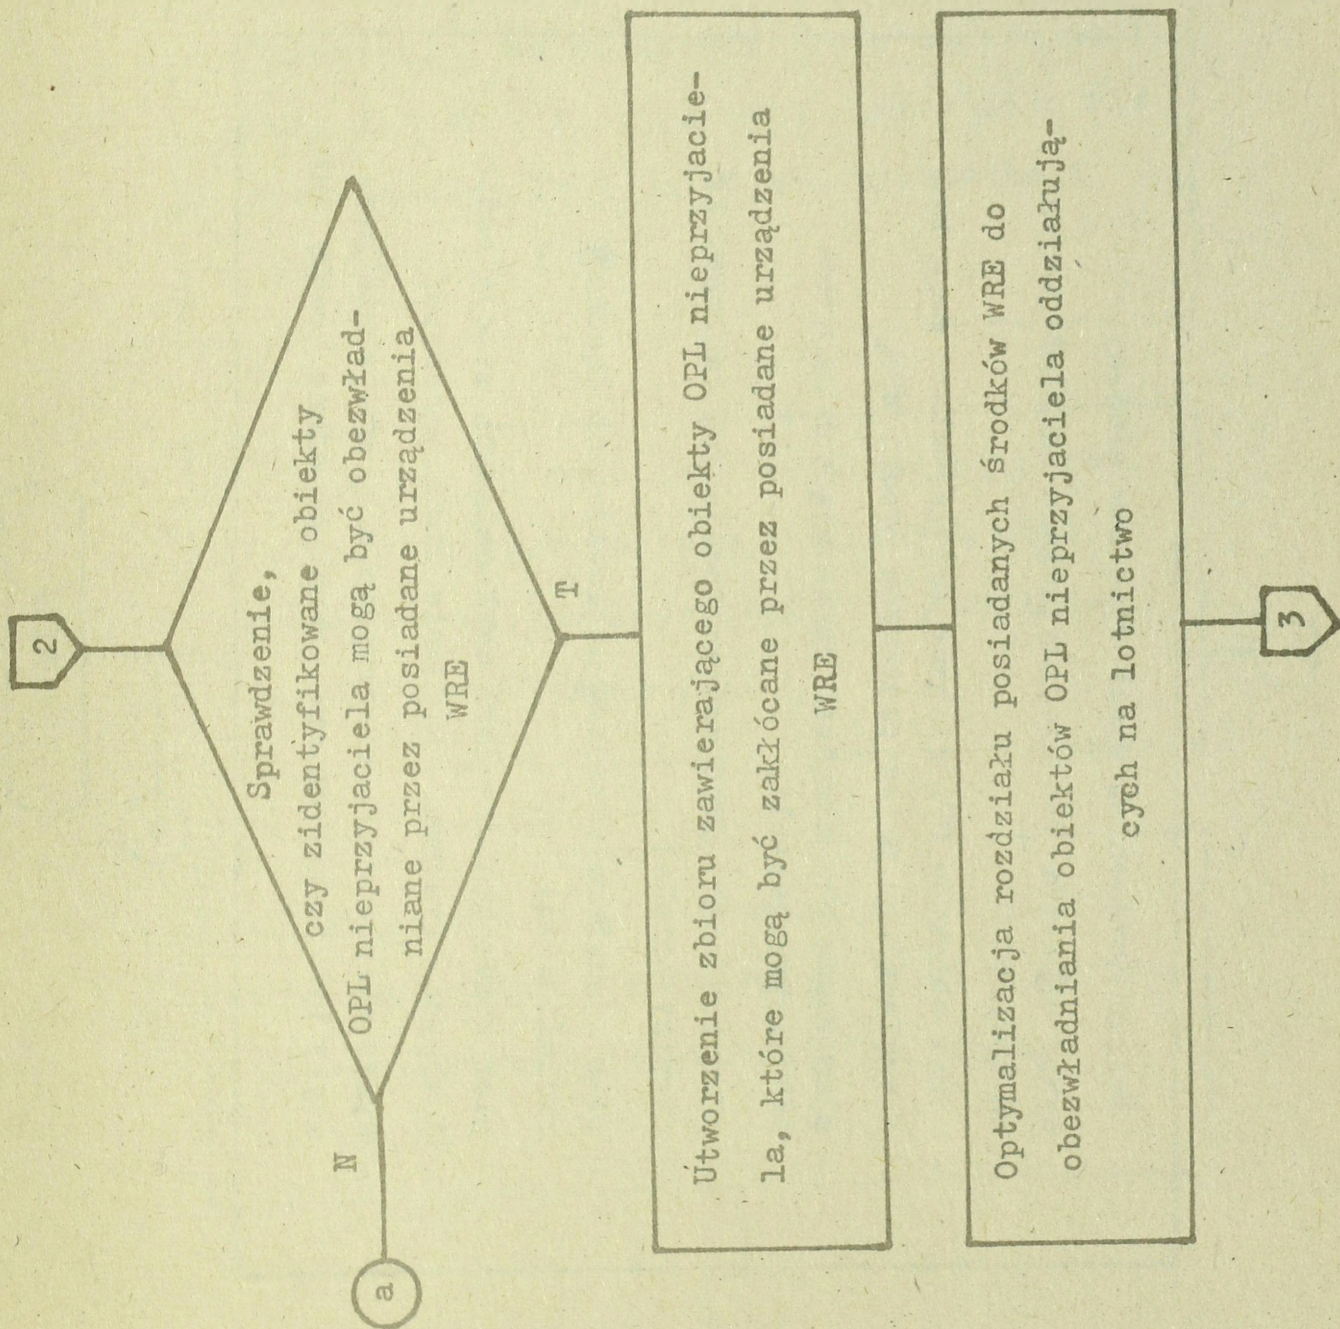 2
Sprawdzenie,
czy zidentyfikowane obiekty
OPL nieprzyjaciela mogą być obezwład-
niane przez posiadane urządzenia
WRE
N
a
T
Utworzenie zbioru zawierającego obiekty OPL nieprzyjacie-
la, które mogą być zakłócane przez posiadane urządzenia
WRE
Optymalizacja rozdziału posiadanych środków WRE do
obezwładniania obiektów OPL nieprzyjaciela oddziałują-
cych na lotnictwo
3